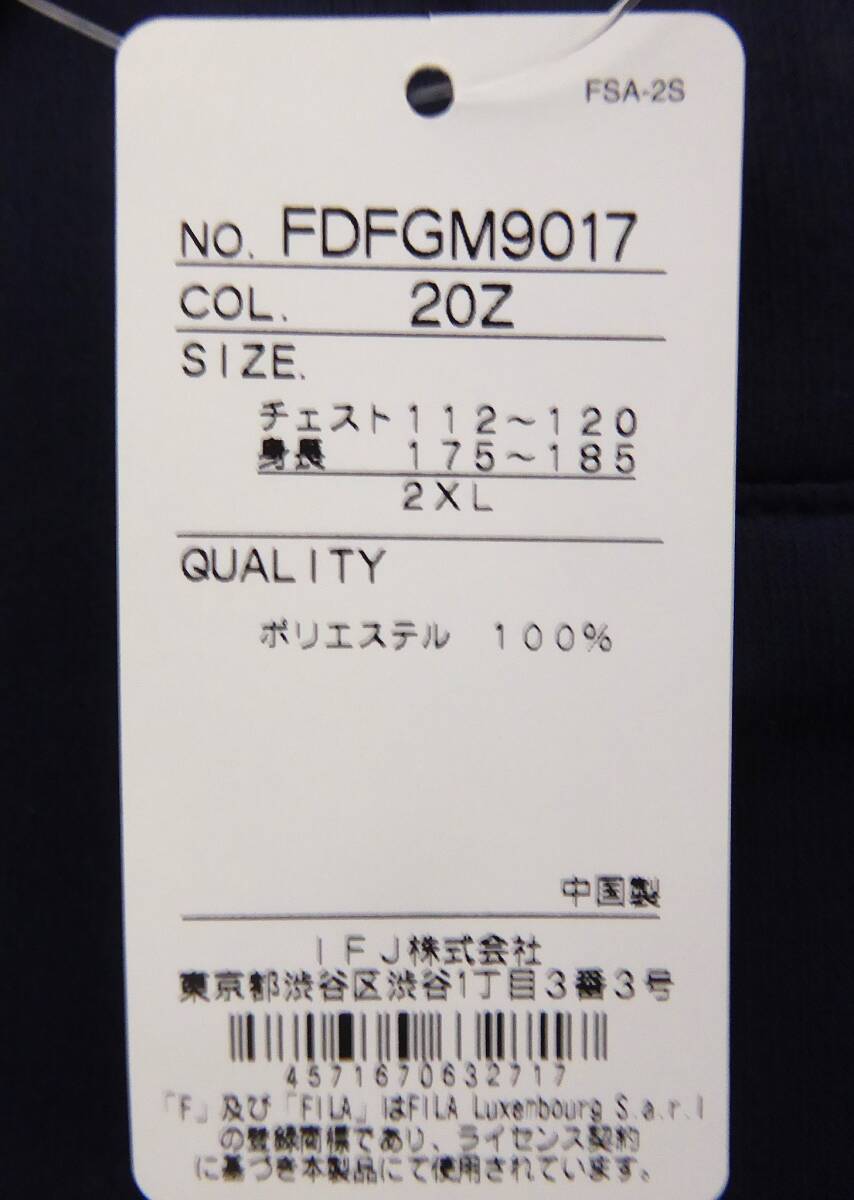 FSA-2S
NO. FDFGM9017
COL. 20Z
SIZE.
チェスト112～120
身長 175～185
2XL
QUALITY
ポリエステル 100%
中国製
IFJ株式会社
東京都渋谷区渋谷1丁目3番3号
4571670632717
「F」及び「FILA」はFILA Luxembourg S.a.r.l
の登録商標であり、ライセンス契約
に基づき本製品にて使用されています。